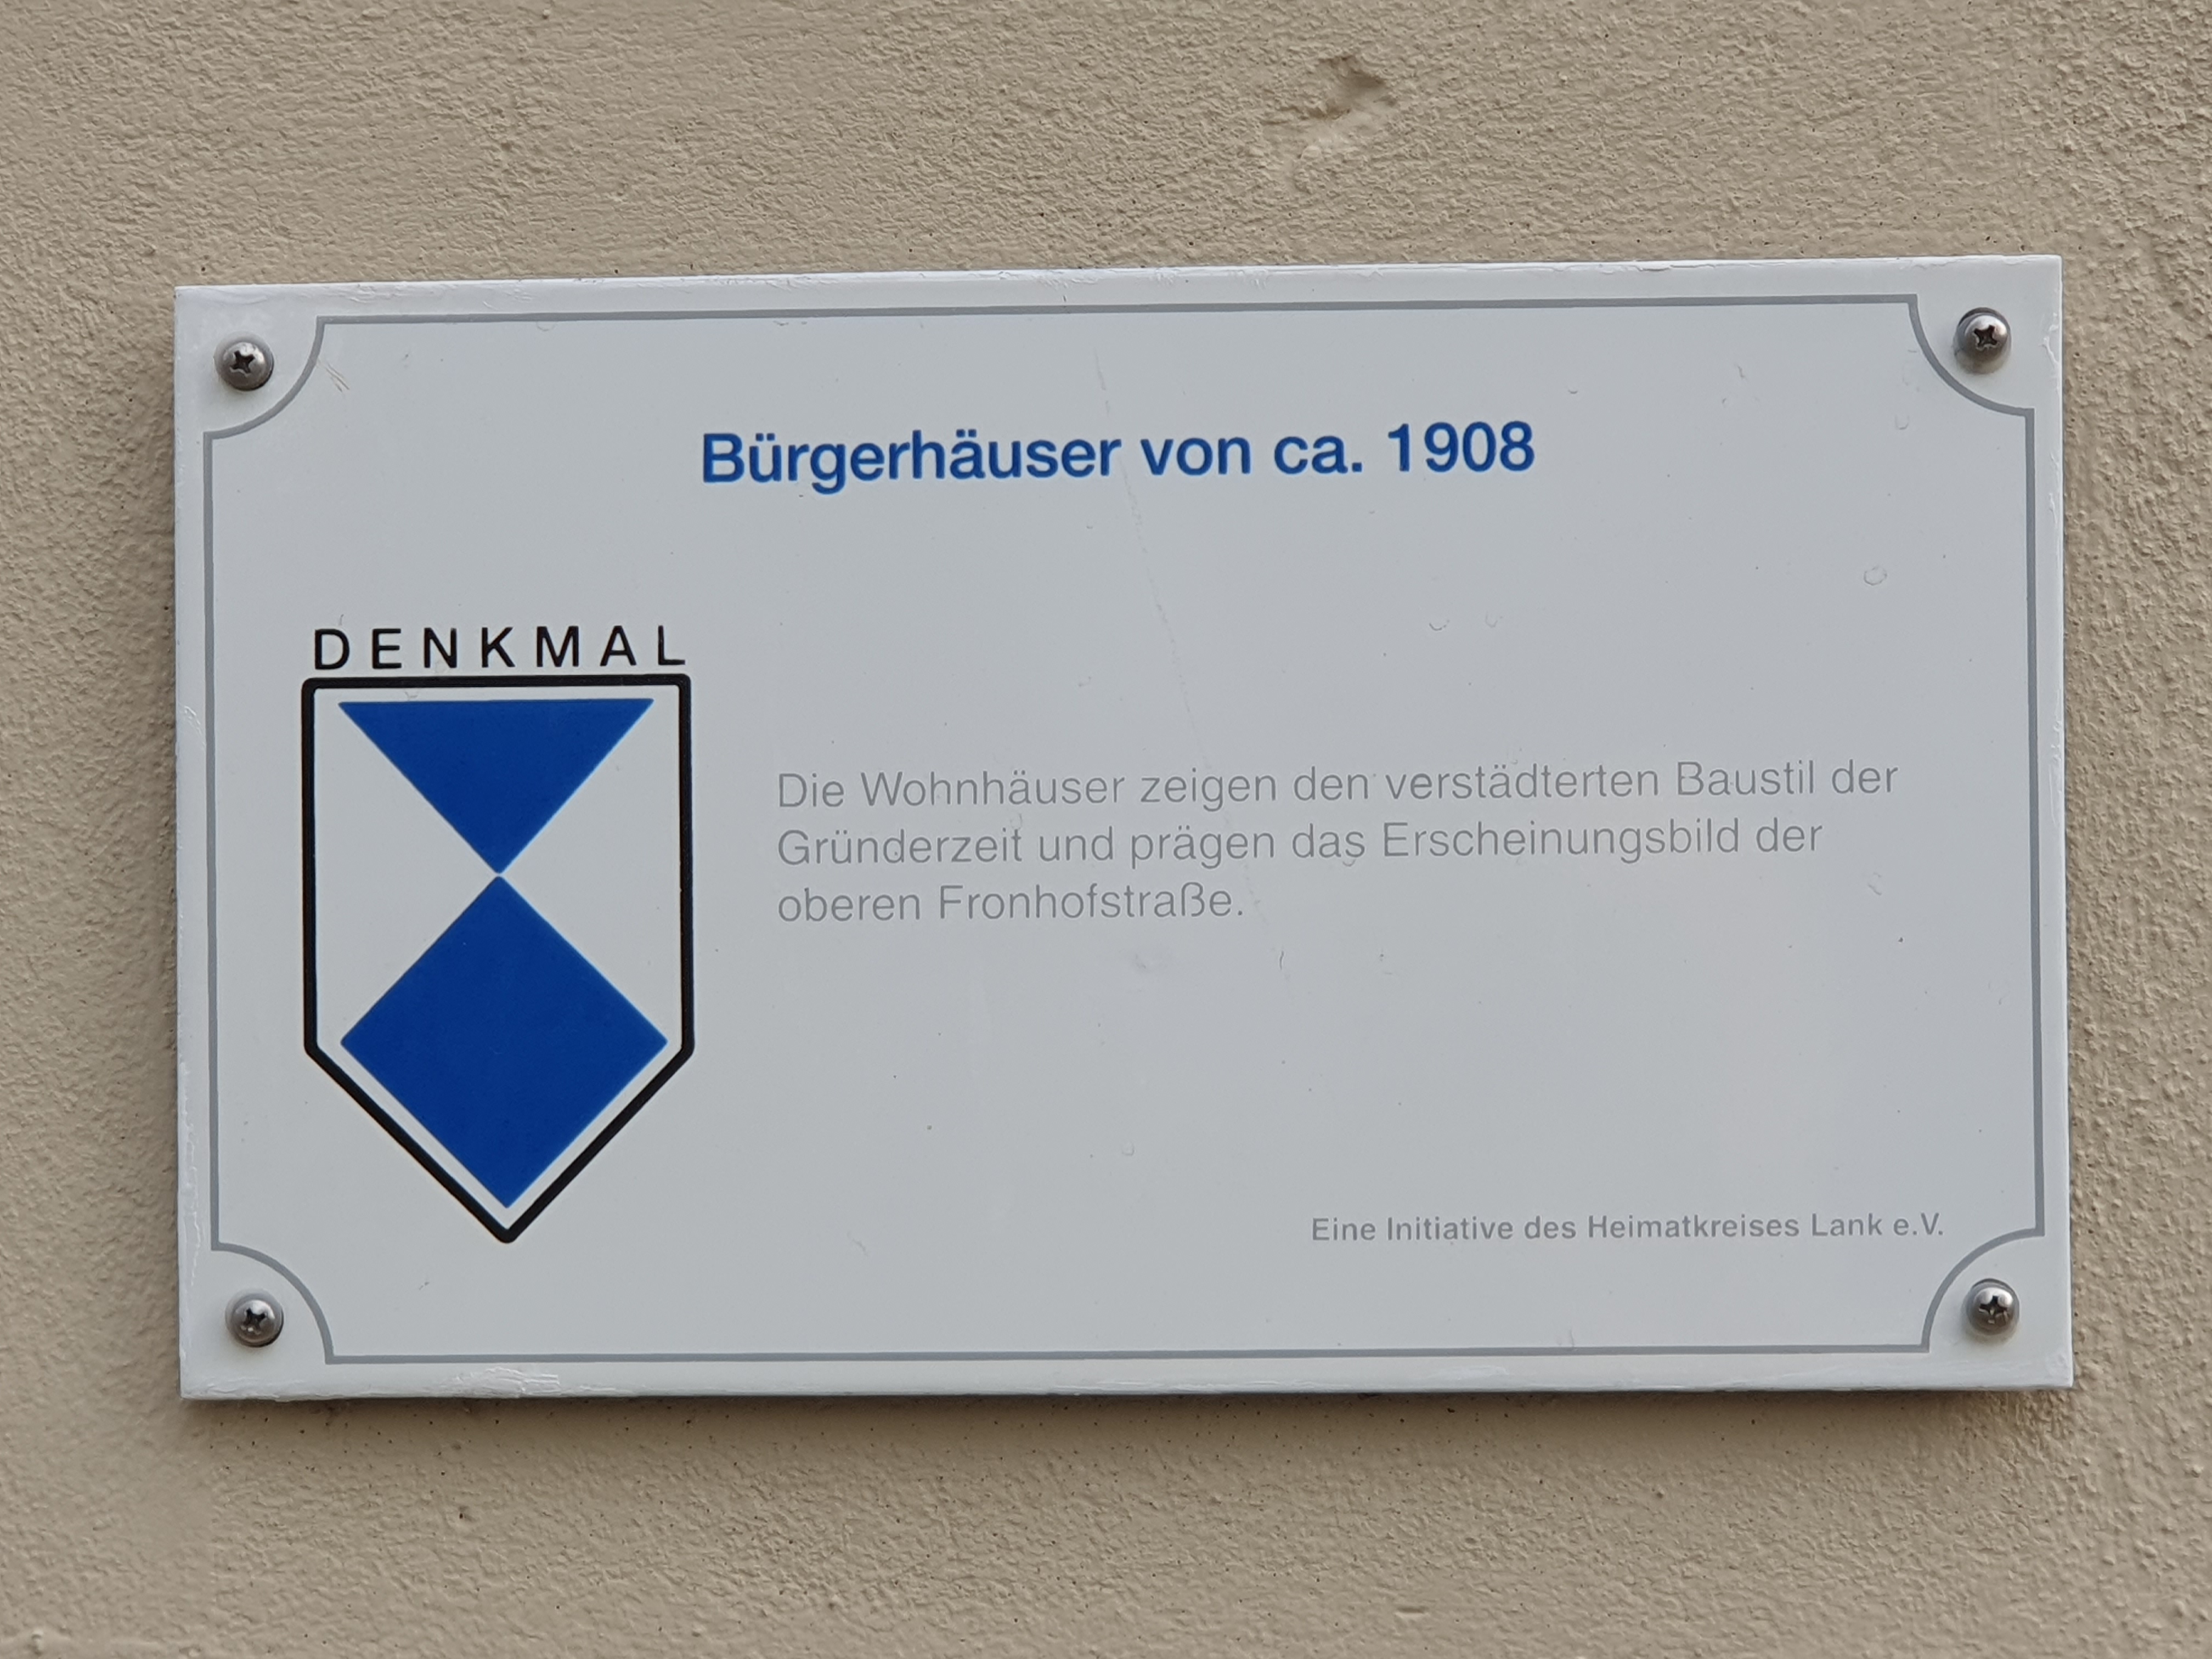 Bürgerhäuser von ca. 1908
DENKMAL
Die Wohnhäuser zeigen den verstädterten Baustil der
Gründerzeit und prägen das Erscheinungsbild der
oberen Fronhofstraße.
Eine Initiative des Heimatkreises Lank e.V.